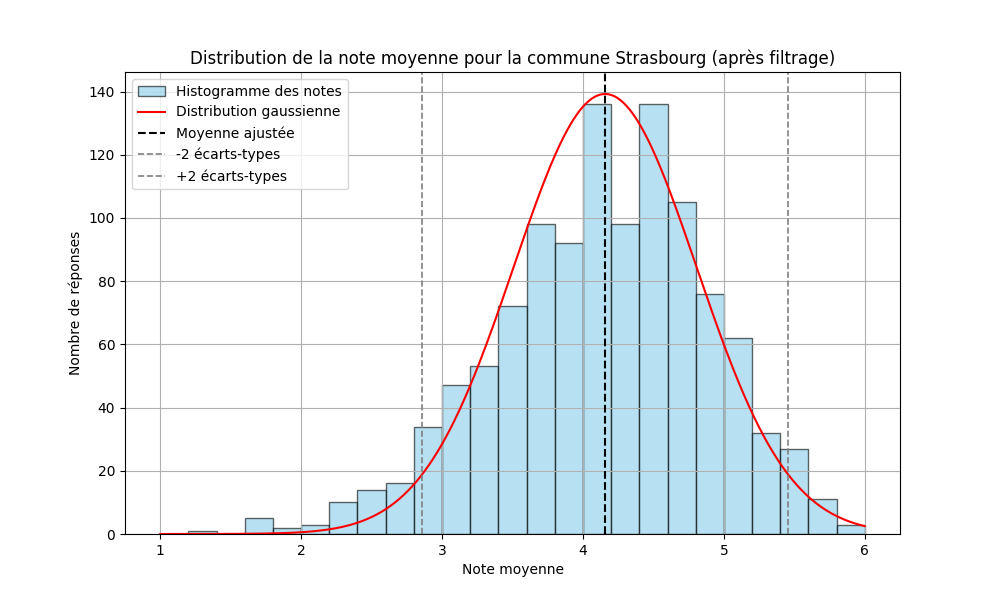 Distribution de la note moyenne pour la commune Strasbourg (après filtrage)
Histogramme des notes
Distribution gaussienne
Moyenne ajustée
-2 écarts-types
+2 écarts-types
Nombre de réponses
140
120
100
80
60
40
20
0
1 2 3 4 5 6
Note moyenne